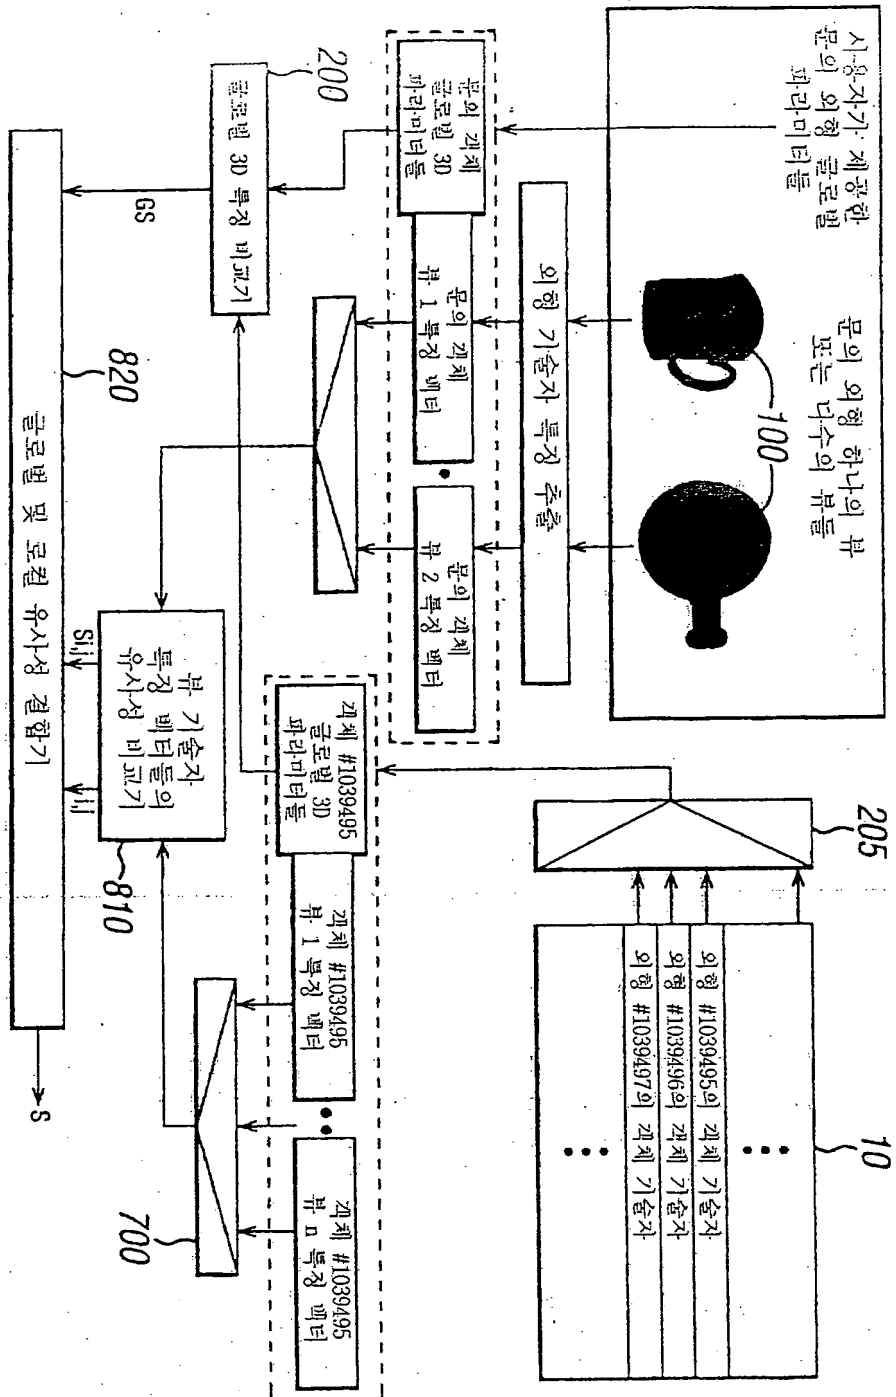 사용자가 제공한
문의 외형 글로벌
파라미터들
문의 외형 하나의 뷰
또는 다수의 뷰들
100
외형 기술자 특징 추출
문의 객체
글로벌 3D
파라미터들
문의 객체
뷰 1 특징 벡터
문의 객체
뷰 2 특징 벡터
200
글로벌 3D 특징 비교기
GS
820
글로벌 및 로컬 유사성 결합기
Si,j
i,j
뷰 기술자
특징 벡터들의
유사성 비교기
810
S
205
10
외형 #1039495의 객체 기술자
외형 #1039496의 객체 기술자
외형 #1039497의 객체 기술자
객체 #1039495
글로벌 3D
파라미터들
객체 #1039495
뷰 1 특징 벡터
객체 #1039495
뷰 n 특징 벡터
700